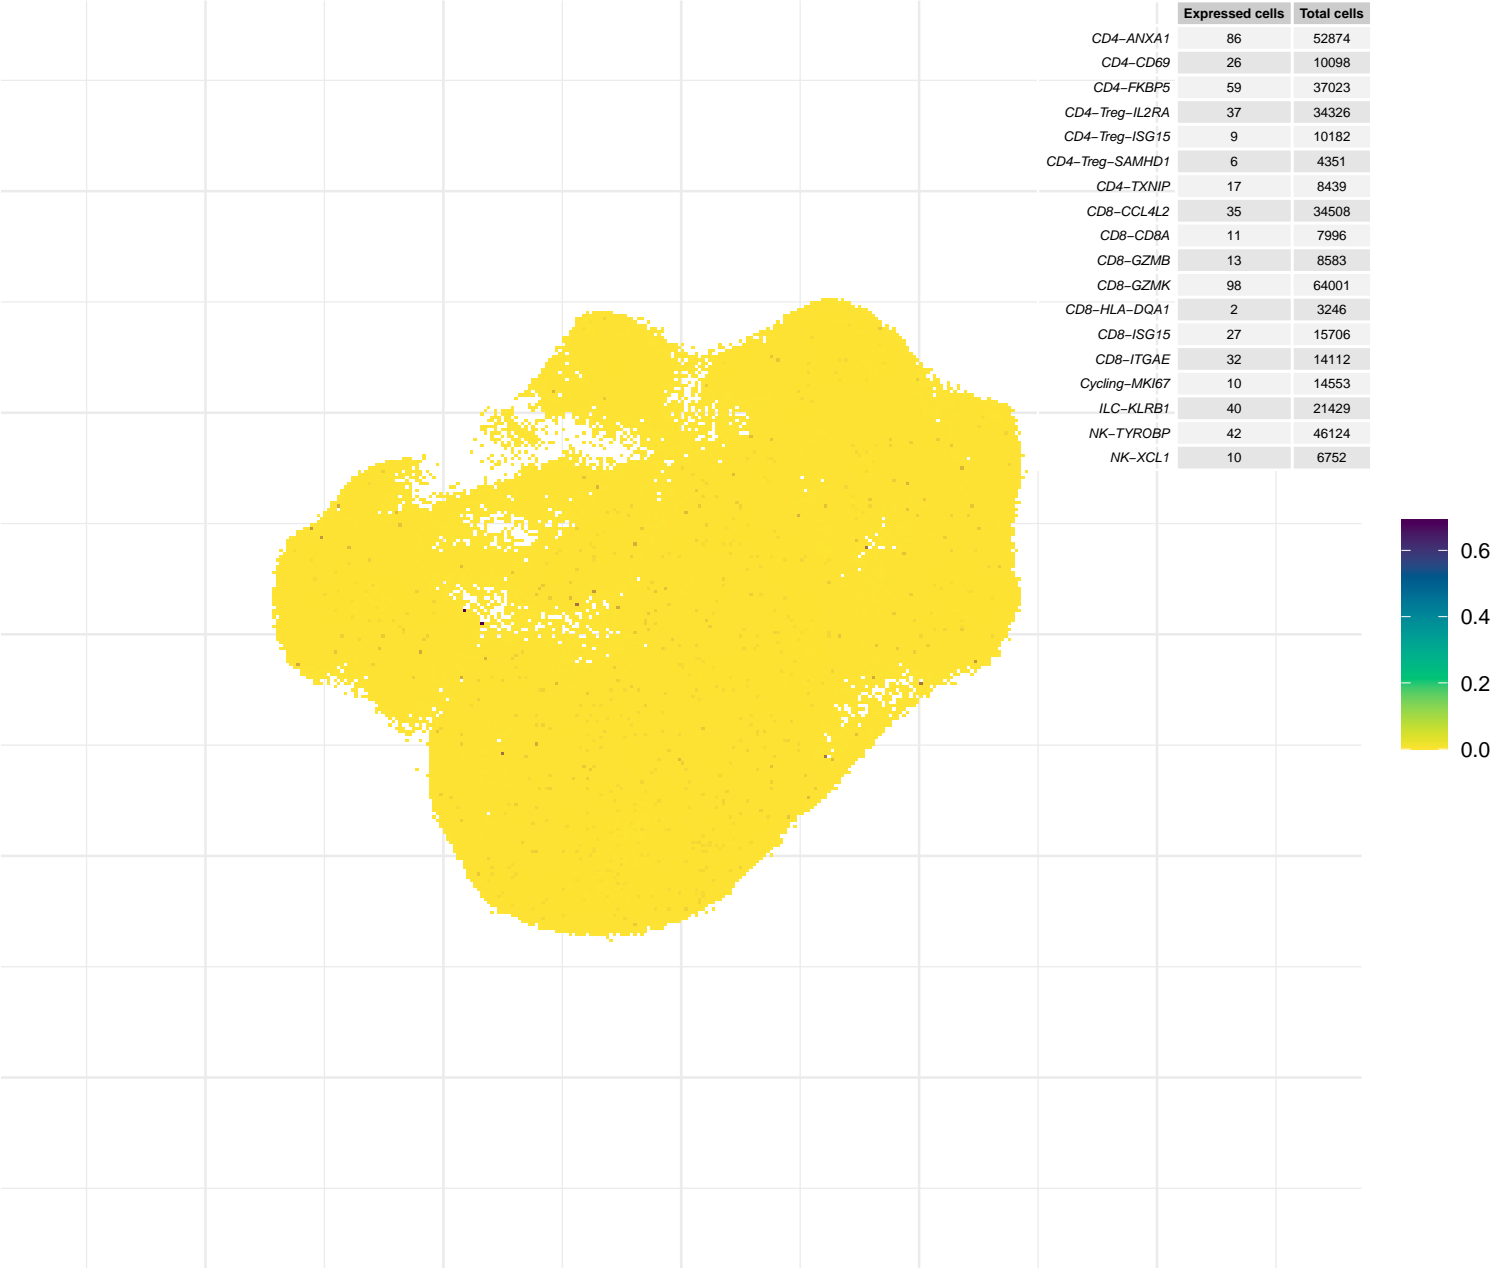 Expressed cells Total cells
CD4−ANXA1 86 52874
CD4−CD69 26 10098
CD4−FKBP5 59 37023
CD4−Treg−IL2RA 37 34326
CD4−Treg−ISG15 9 10182
CD4−Treg−SAMHD1 6 4351
CD4−TXNIP 17 8439
CD8−CCL4L2 35 34508
CD8−CD8A 11 7996
CD8−GZMB 13 8583
CD8−GZMK 98 64001
CD8−HLA−DQA1 2 3246
CD8−ISG15 27 15706
CD8−ITGAE 32 14112
Cycling−MKI67 10 14553
ILC−KLRB1 40 21429
NK−TYROBP 42 46124
NK−XCL1 10 6752
0.6
0.4
0.2
0.0